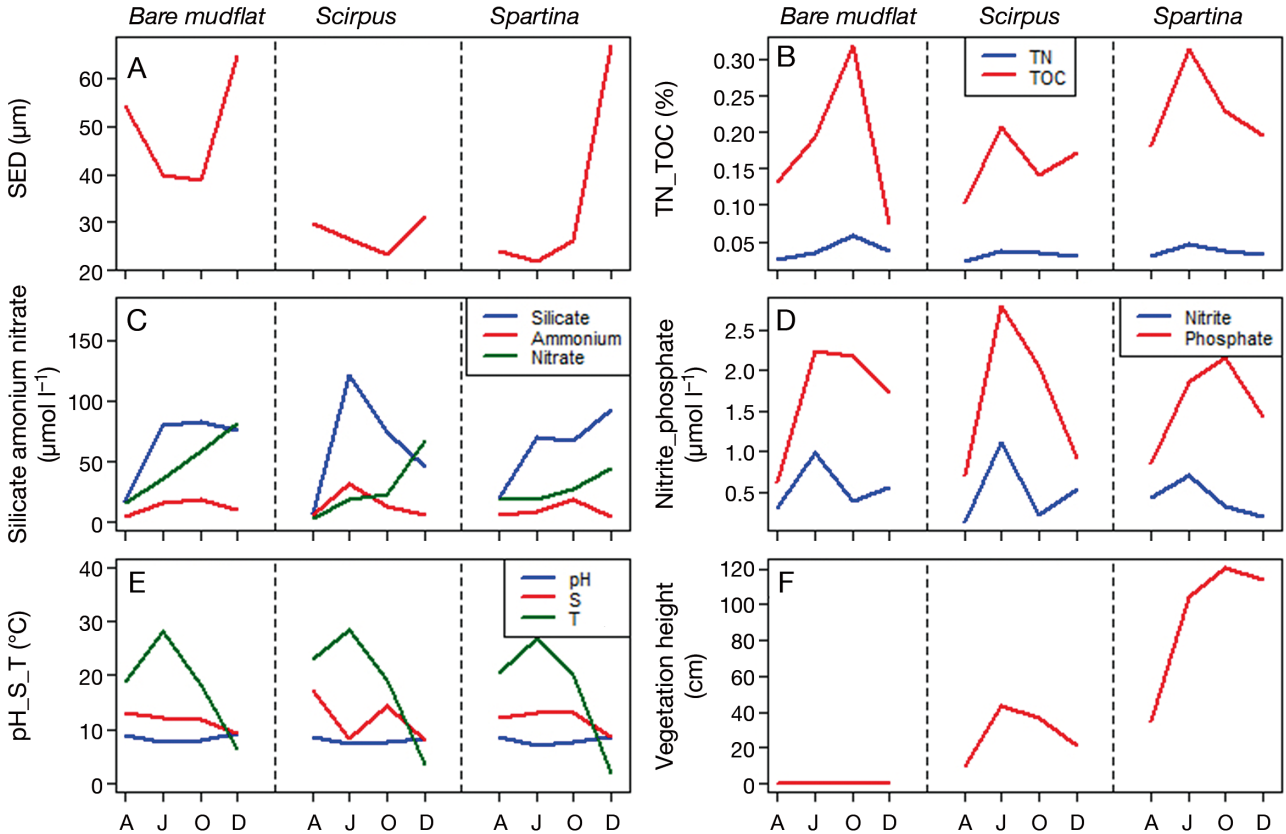 Bare mudflat Scirpus Spartina
Bare mudflat Scirpus Spartina
A
SED (µm)
60
50
40
30
20
B
TN_TOC (%)
0.30
0.25
0.20
0.15
0.10
0.05
TN
TOC
C
Silicate amonium nitrate
(µmol l–1)
150
100
50
0
Silicate
Ammonium
Nitrate
D
Nitrite_phosphate
(µmol l–1)
2.5
2.0
1.5
1.0
0.5
Nitrite
Phosphate
E
pH_S_T (°C)
40
30
20
10
0
pH
S
T
A J O D A J O D A J O D
F
Vegetation height
(cm)
120
100
80
60
40
20
0
A J O D A J O D A J O D